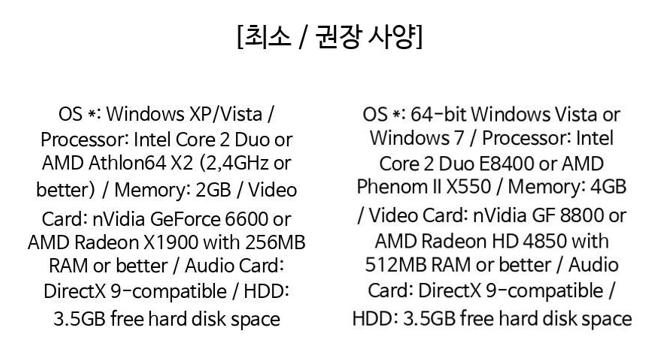 [최소 / 권장 사양]
OS *: Windows XP/Vista /
Processor: Intel Core 2 Duo or
AMD Athlon64 X2 (2,4GHz or
better) / Memory: 2GB / Video
Card: nVidia GeForce 6600 or
AMD Radeon X1900 with 256MB
RAM or better / Audio Card:
DirectX 9-compatible / HDD:
3.5GB free hard disk space
OS *: 64-bit Windows Vista or
Windows 7 / Processor: Intel
Core 2 Duo E8400 or AMD
Phenom II X550 / Memory: 4GB
/ Video Card: nVidia GF 8800 or
AMD Radeon HD 4850 with
512MB RAM or better / Audio
Card: DirectX 9-compatible /
HDD: 3.5GB free hard disk space